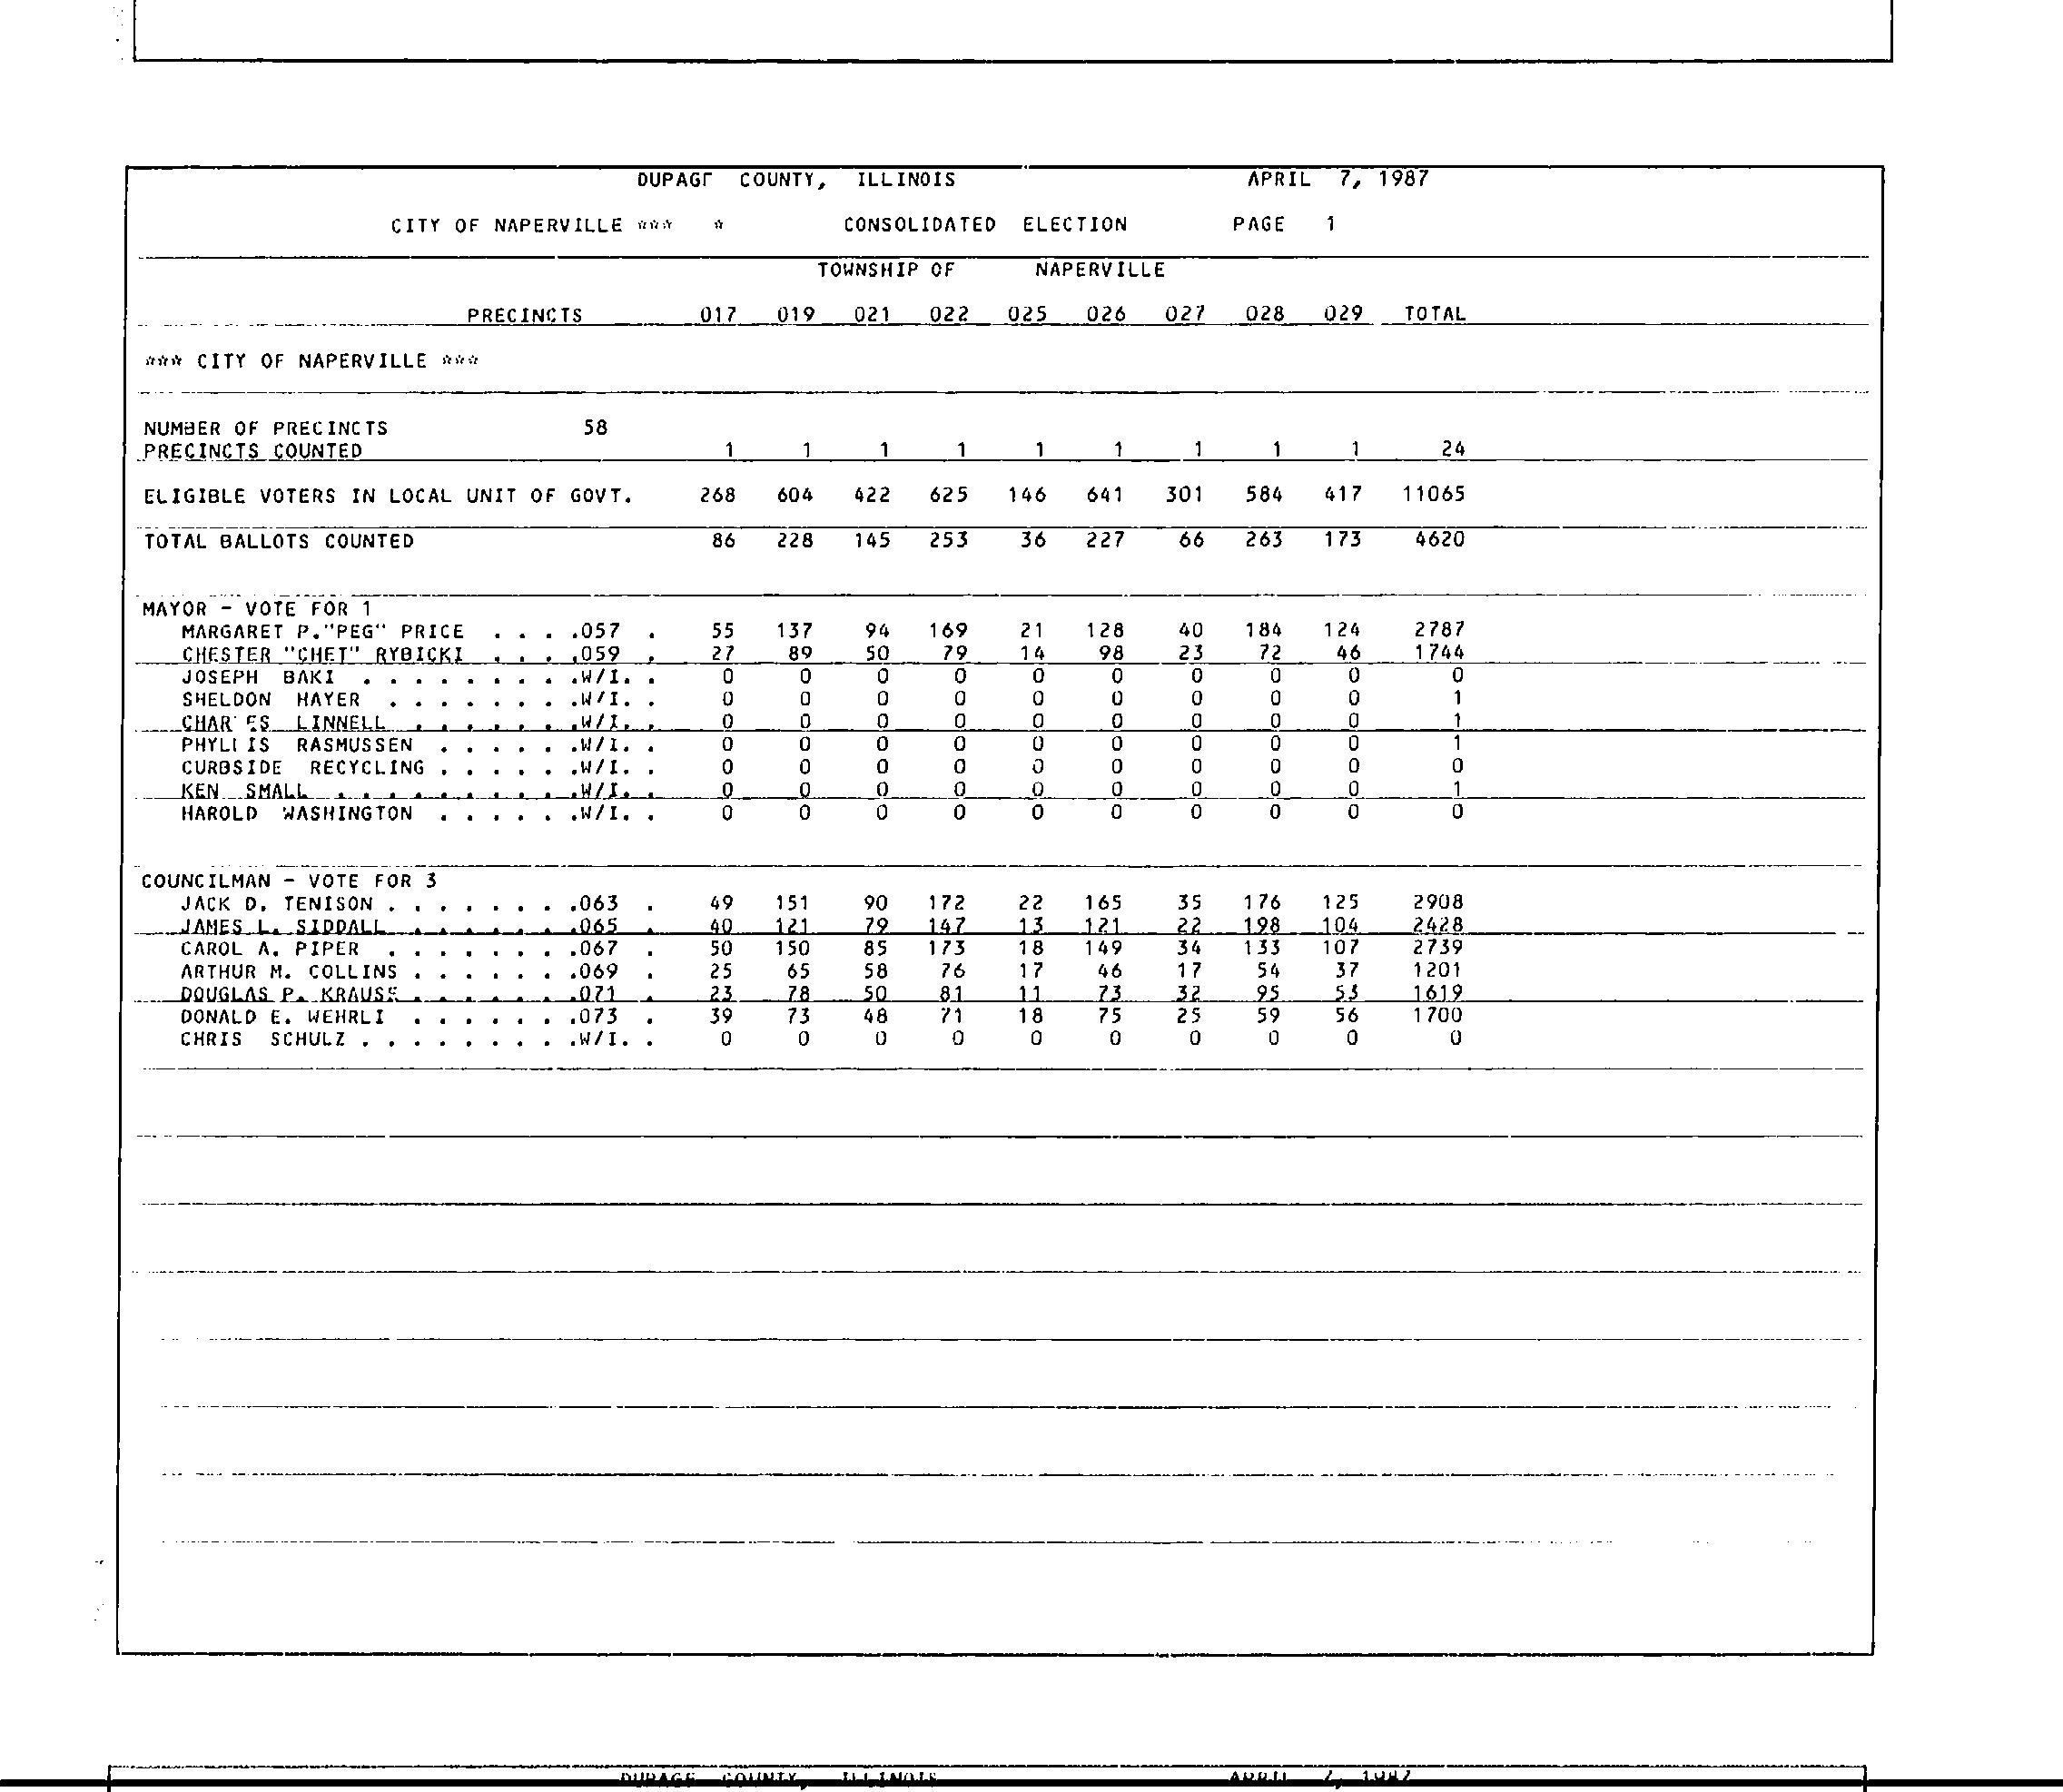 DUPAGE COUNTY, ILLINOIS APRIL 7, 1987
CITY OF NAPERVILLE *** * CONSOLIDATED ELECTION PAGE 1
TOWNSHIP OF NAPERVILLE
PRECINCTS 017 019 021 022 025 026 027 028 029 TOTAL
*** CITY OF NAPERVILLE ***
NUMBER OF PRECINCTS 58
PRECINCTS COUNTED 1 1 1 1 1 1 1 1 1 24
ELIGIBLE VOTERS IN LOCAL UNIT OF GOVT. 268 604 422 625 146 641 301 584 417 11065
TOTAL BALLOTS COUNTED 86 228 145 253 36 227 66 263 173 4620
MAYOR - VOTE FOR 1
MARGARET P."PEG" PRICE . . . .057 . 55 137 94 169 21 128 40 184 124 2787
CHESTER "CHET" RYBICKI . . . .059 . 27 89 50 79 14 98 23 72 46 1744
JOSEPH BAKI . . . . . . . . .W/I. . 0 0 0 0 0 0 0 0 0 0
SHELDON HAYER . . . . . . . .W/I. . 0 0 0 0 0 0 0 0 0 1
CHARLES LINNELL . . . . . . .W/I. . 0 0 0 0 0 0 0 0 0 1
PHYLLIS RASMUSSEN . . . . . .W/I. . 0 0 0 0 0 0 0 0 0 1
CURBSIDE RECYCLING . . . . . .W/I. . 0 0 0 0 0 0 0 0 0 0
KEN SMALL . . . . . . . . . .W/I. . 0 0 0 0 0 0 0 0 0 1
HAROLD WASHINGTON . . . . . .W/I. . 0 0 0 0 0 0 0 0 0 0
COUNCILMAN - VOTE FOR 3
JACK D. TENISON . . . . . . . .063 . 49 151 90 172 22 165 35 176 125 2908
JAMES L. SIDDALL . . . . . . .065 . 40 121 79 147 13 121 22 198 104 2428
CAROL A. PIPER . . . . . . . .067 . 50 150 85 173 18 149 34 133 107 2739
ARTHUR M. COLLINS . . . . . . .069 . 25 65 58 76 17 46 17 54 37 1201
DOUGLAS P. KRAUSE . . . . . . .071 . 23 78 50 81 11 73 32 95 53 1619
DONALD E. WEHRLI . . . . . . .073 . 39 73 48 71 18 75 25 59 56 1700
CHRIS SCHULZ . . . . . . . . .W/I. . 0 0 0 0 0 0 0 0 0 0
DUPAGE COUNTY, ILLINOIS APRIL 7, 1987